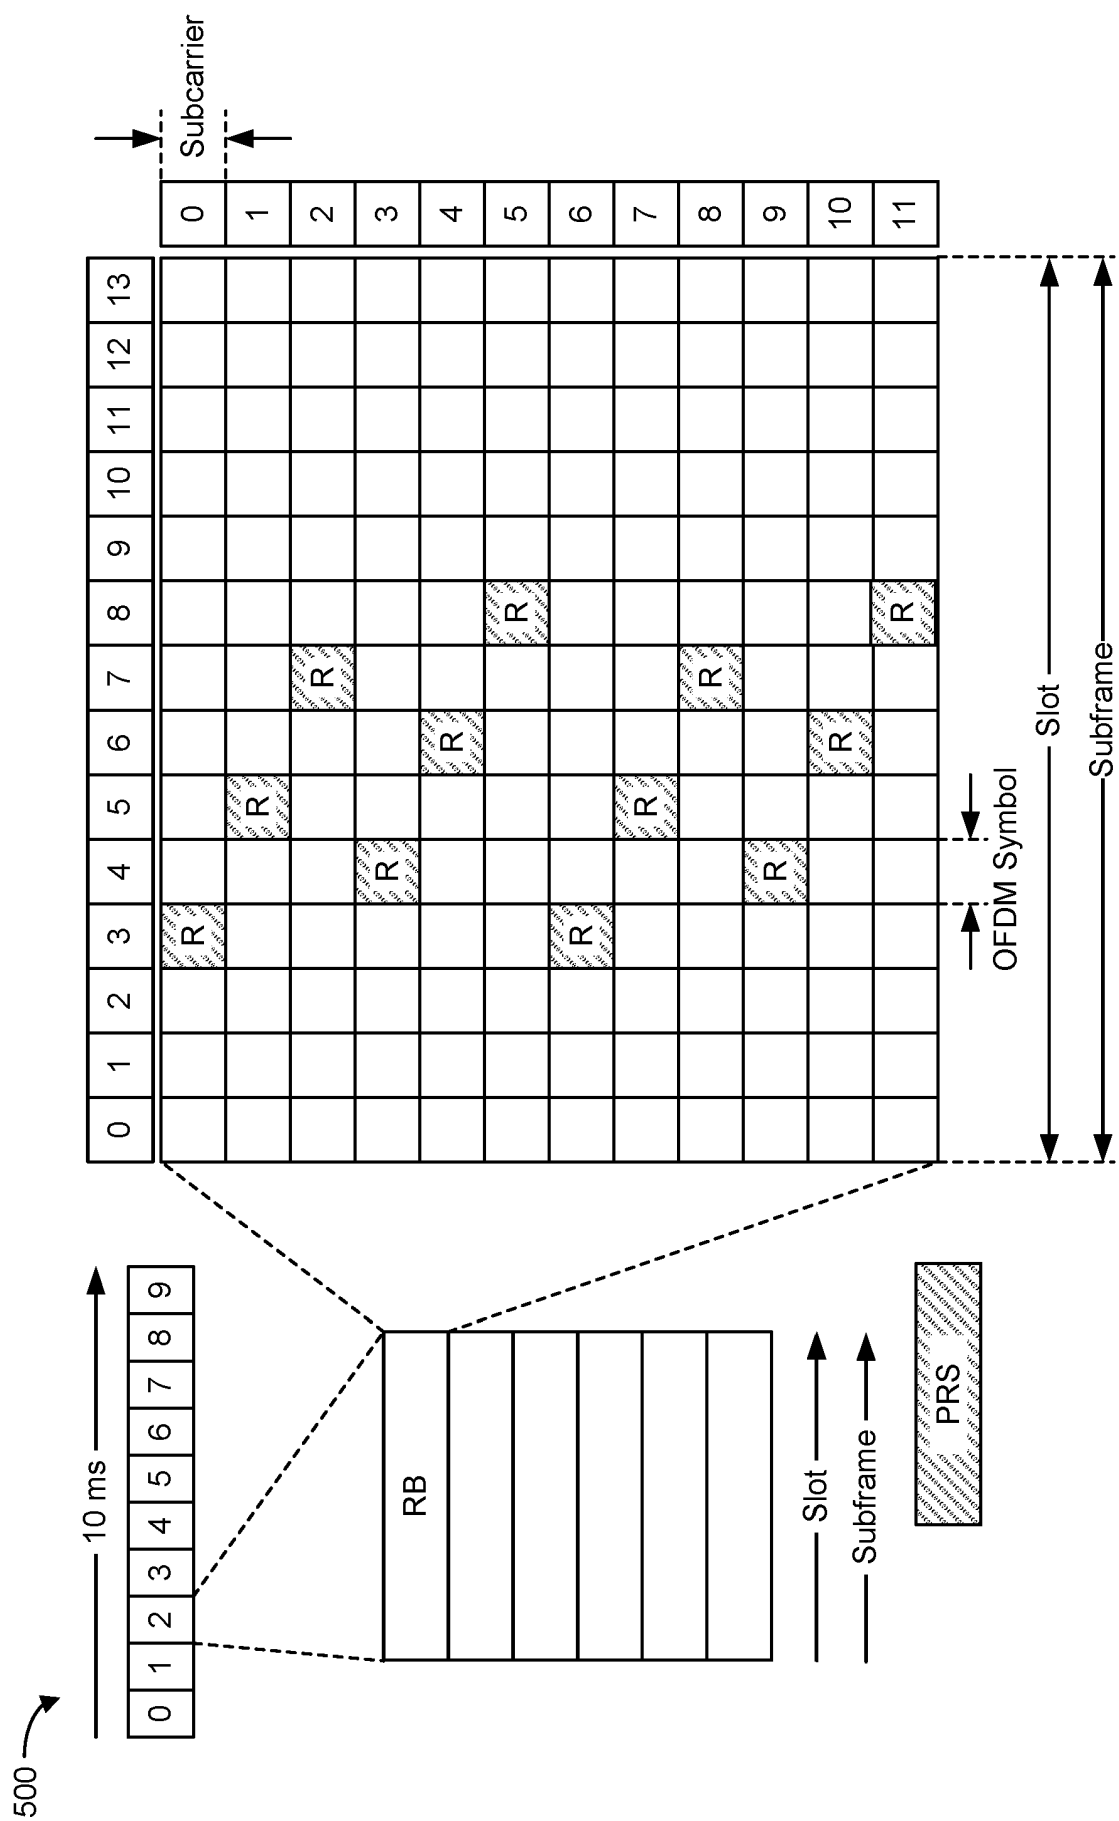 500
10 ms
0 1 2 3 4 5 6 7 8 9
RB
Slot
Subframe
PRS
0 1 2 3 4 5 6 7 8 9 10 11 12 13
Subcarrier
R 0
R 1
R 2
R 3
R 4
R 5
R 6
R 7
R 8
R 9
R 10
R 11
OFDM Symbol
Slot
Subframe